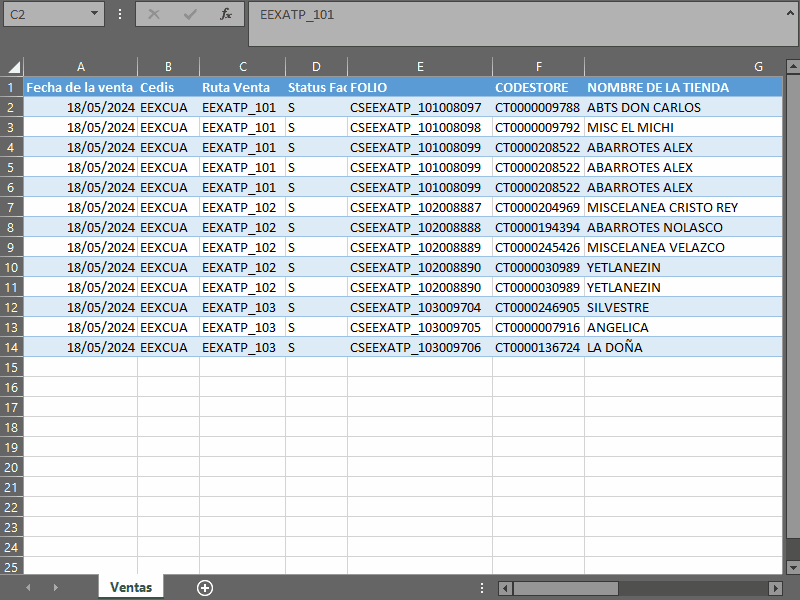 C2 fx EEXATP_101
A B C D E F G
1 Fecha de la venta Cedis Ruta Venta Status Fac FOLIO CODESTORE NOMBRE DE LA TIENDA
2 18/05/2024 EEXCUA EEXATP_101 S CSEEXATP_101008097 CT0000009788 ABTS DON CARLOS
3 18/05/2024 EEXCUA EEXATP_101 S CSEEXATP_101008098 CT0000009792 MISC EL MICHI
4 18/05/2024 EEXCUA EEXATP_101 S CSEEXATP_101008099 CT0000208522 ABARROTES ALEX
5 18/05/2024 EEXCUA EEXATP_101 S CSEEXATP_101008099 CT0000208522 ABARROTES ALEX
6 18/05/2024 EEXCUA EEXATP_101 S CSEEXATP_101008099 CT0000208522 ABARROTES ALEX
7 18/05/2024 EEXCUA EEXATP_102 S CSEEXATP_102008887 CT0000204969 MISCELANEA CRISTO REY
8 18/05/2024 EEXCUA EEXATP_102 S CSEEXATP_102008888 CT0000194394 ABARROTES NOLASCO
9 18/05/2024 EEXCUA EEXATP_102 S CSEEXATP_102008889 CT0000245426 MISCELANEA VELAZCO
10 18/05/2024 EEXCUA EEXATP_102 S CSEEXATP_102008890 CT0000030989 YETLANEZIN
11 18/05/2024 EEXCUA EEXATP_102 S CSEEXATP_102008890 CT0000030989 YETLANEZIN
12 18/05/2024 EEXCUA EEXATP_103 S CSEEXATP_103009704 CT0000246905 SILVESTRE
13 18/05/2024 EEXCUA EEXATP_103 S CSEEXATP_103009705 CT0000007916 ANGELICA
14 18/05/2024 EEXCUA EEXATP_103 S CSEEXATP_103009706 CT0000136724 LA DOÑA
15
16
17
18
19
20
21
22
23
24
25
Ventas